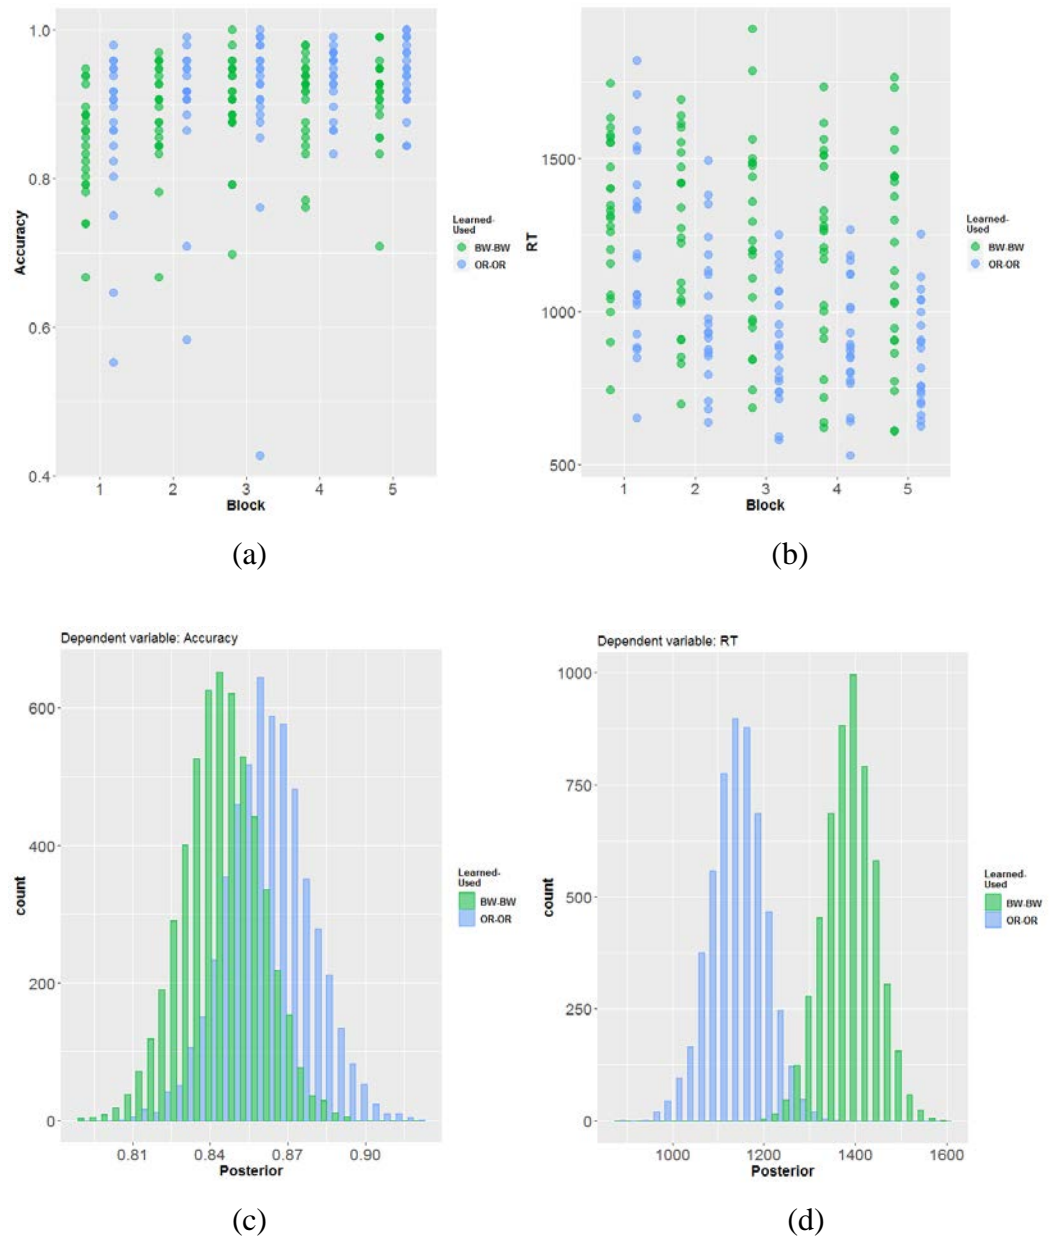 1.0
0.8
0.6
0.4
Accuracy
1 2 3 4 5
Block
Learned-
Used
BW-BW
OR-OR
(a)
1500
1000
500
RT
1 2 3 4 5
Block
Learned-
Used
BW-BW
OR-OR
(b)
Dependent variable: Accuracy
600
400
200
0
count
0.81 0.84 0.87 0.90
Posterior
Learned-
Used
BW-BW
OR-OR
(c)
Dependent variable: RT
1000
750
500
250
0
count
1000 1200 1400 1600
Posterior
Learned-
Used
BW-BW
OR-OR
(d)